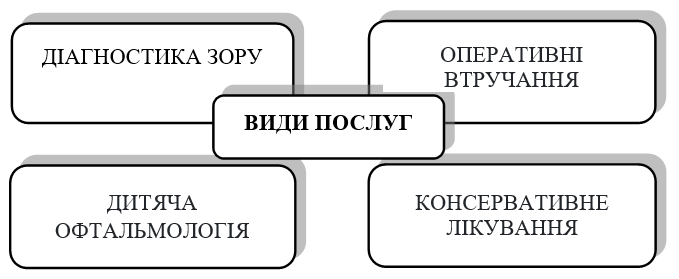 ДІАГНОСТИКА ЗОРУ
ОПЕРАТИВНІ
ВТРУЧАННЯ
ВИДИ ПОСЛУГ
ДИТЯЧА
ОФТАЛЬМОЛОГІЯ
КОНСЕРВАТИВНЕ
ЛІКУВАННЯ